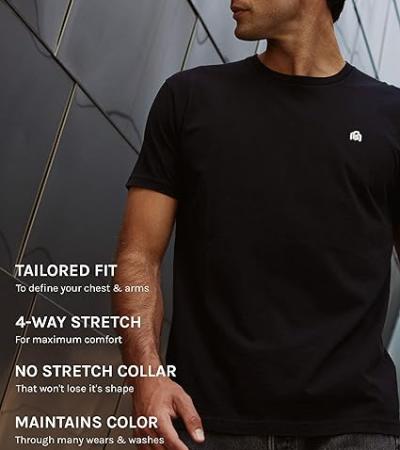 TAILORED FIT
To define your chest & arms
4-WAY STRETCH
For maximum comfort
NO STRETCH COLLAR
That won't lose it's shape
MAINTAINS COLOR
Through many wears & washes